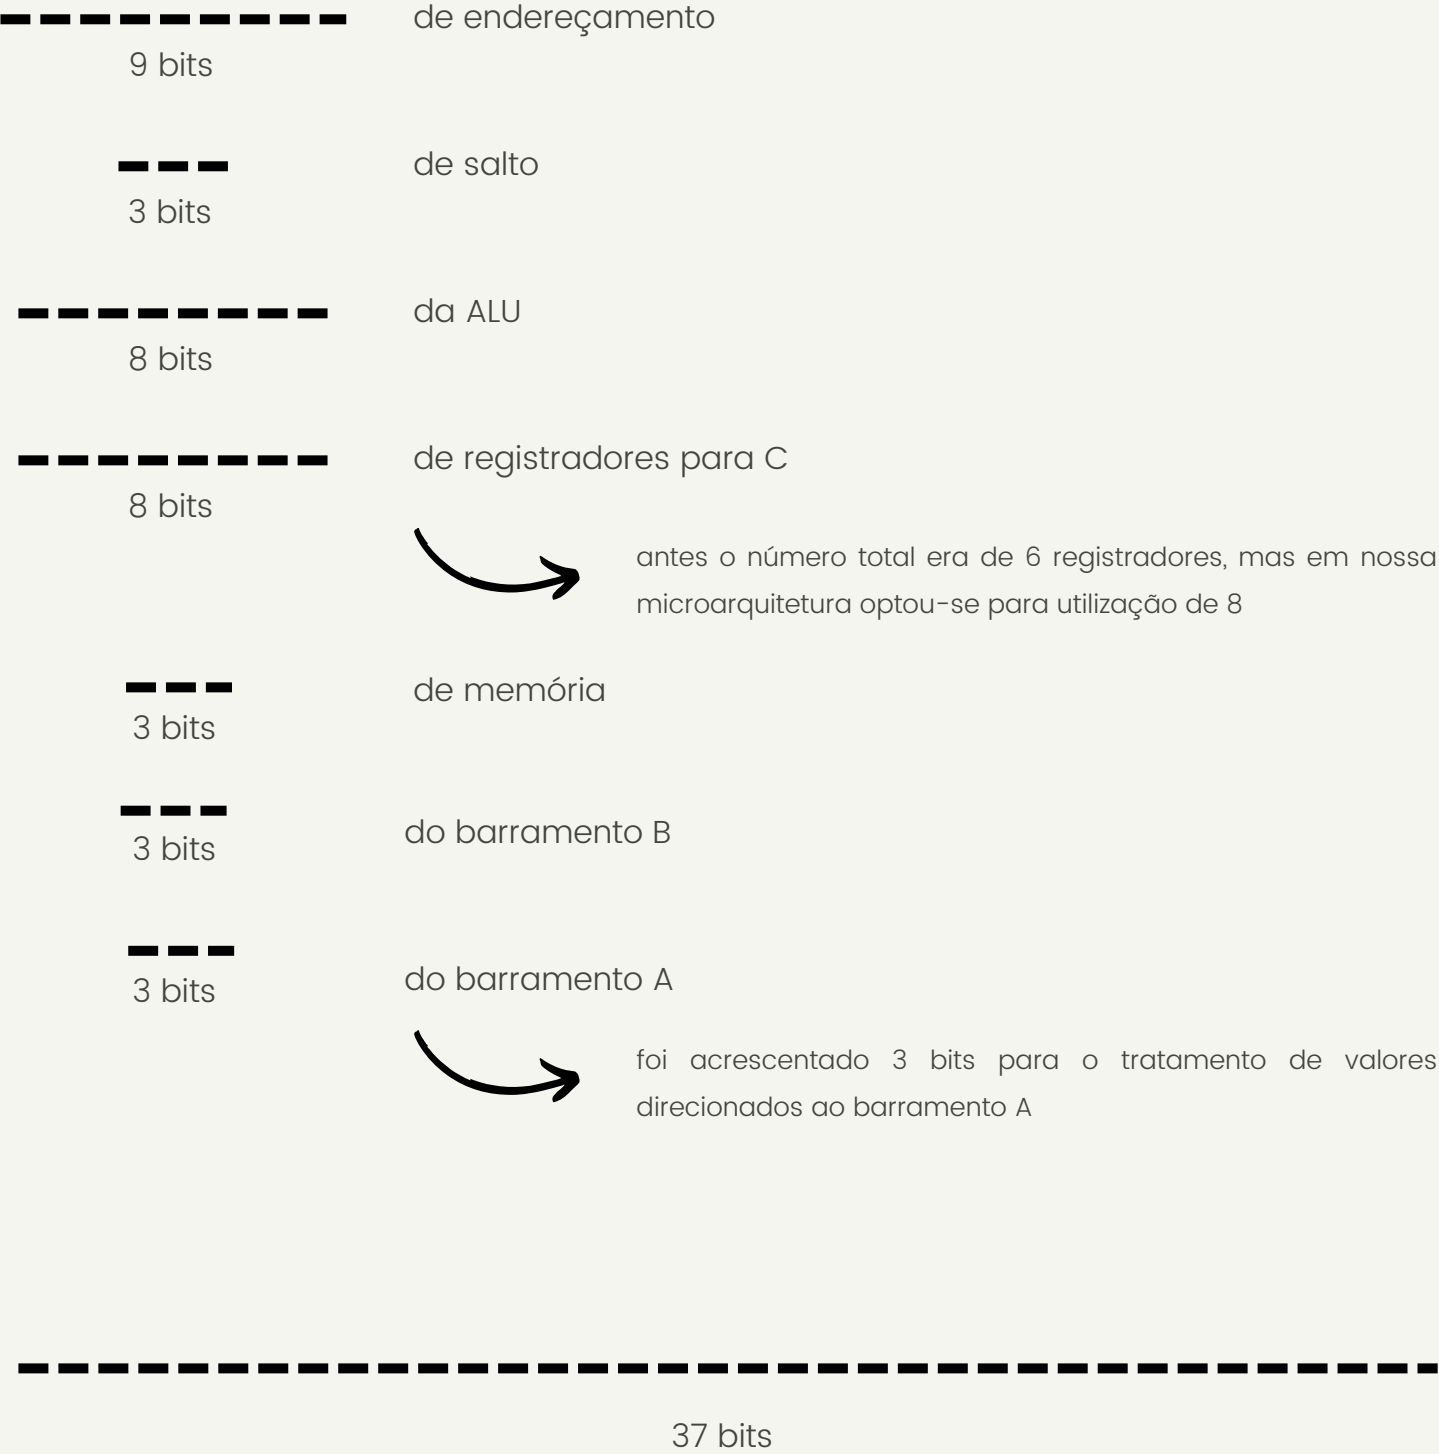 de endereçamento
9 bits
de salto
3 bits
da ALU
8 bits
de registradores para C
8 bits
antes o número total era de 6 registradores, mas em nossa
microarquitetura optou-se para utilização de 8
de memória
3 bits
do barramento B
3 bits
do barramento A
3 bits
foi acrescentado 3 bits para o tratamento de valores
direcionados ao barramento A
37 bits